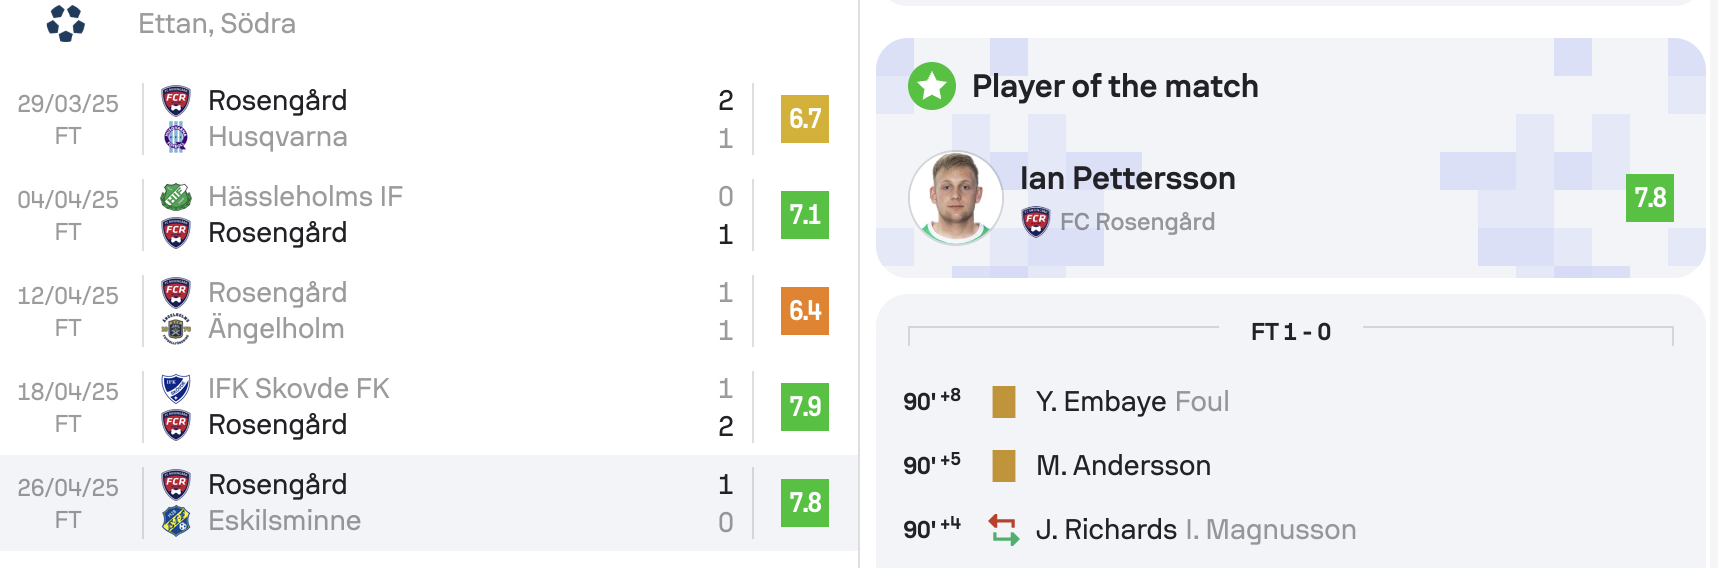 Ettan, Södra
29/03/25
FT
Rosengård
2
Husqvarna
1
6.7
04/04/25
FT
Hässleholms IF
0
Rosengård
1
7.1
12/04/25
FT
Rosengård
1
Ängelholm
1
6.4
18/04/25
FT
IFK Skovde FK
1
Rosengård
2
7.9
26/04/25
FT
Rosengård
1
Eskilsminne
0
7.8
Player of the match
Ian Pettersson
FCR FC Rosengård
7.8
FT 1 - 0
90' +8 Y. Embaye Foul
90' +5 M. Andersson
90' +4 J. Richards I. Magnusson